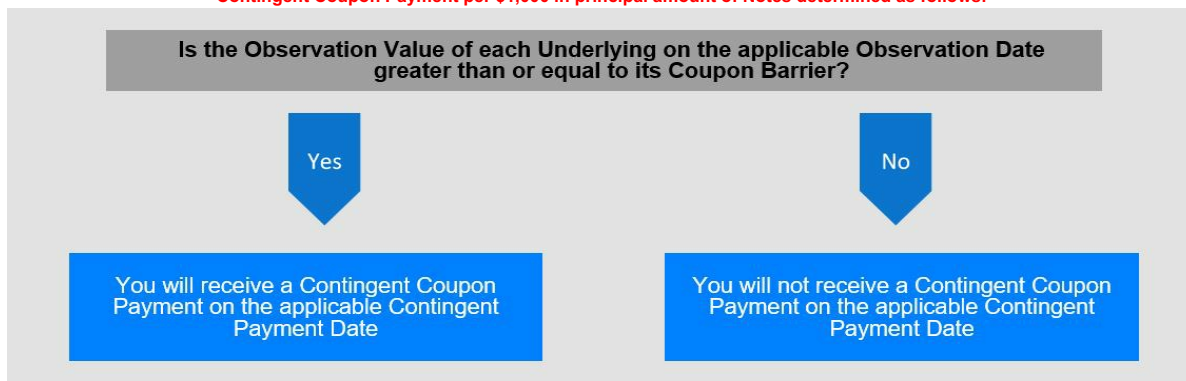 Contingent Coupon Payment per $1,000 in principal amount of Notes determined as follows:
Is the Observation Value of each Underlying on the applicable Observation Date
greater than or equal to its Coupon Barrier?
Yes
No
You will receive a Contingent Coupon
Payment on the applicable Contingent
Payment Date
You will not receive a Contingent Coupon
Payment on the applicable Contingent
Payment Date